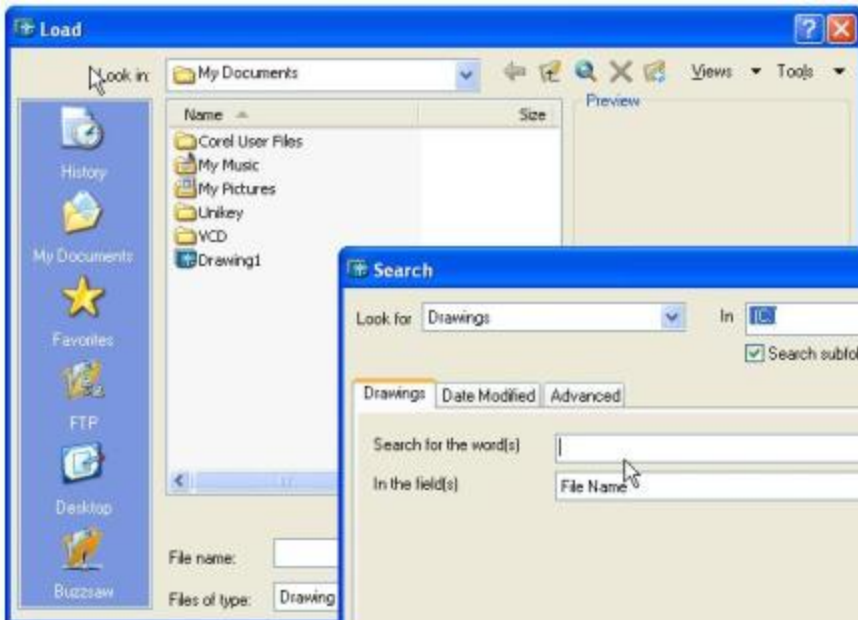 Load
Look in:
My Documents
Views
Tools
Name
Size
Preview
History
My Documents
Favorites
FTP
Desktop
Buzzsaw
Corel User Files
My Music
My Pictures
Unikey
VCD
Drawing1
File name:
Files of type:
Drawing
Search
Look for
Drawings
In
Search subfol
Drawings
Date Modified
Advanced
Search for the word(s)
In the field(s)
File Name